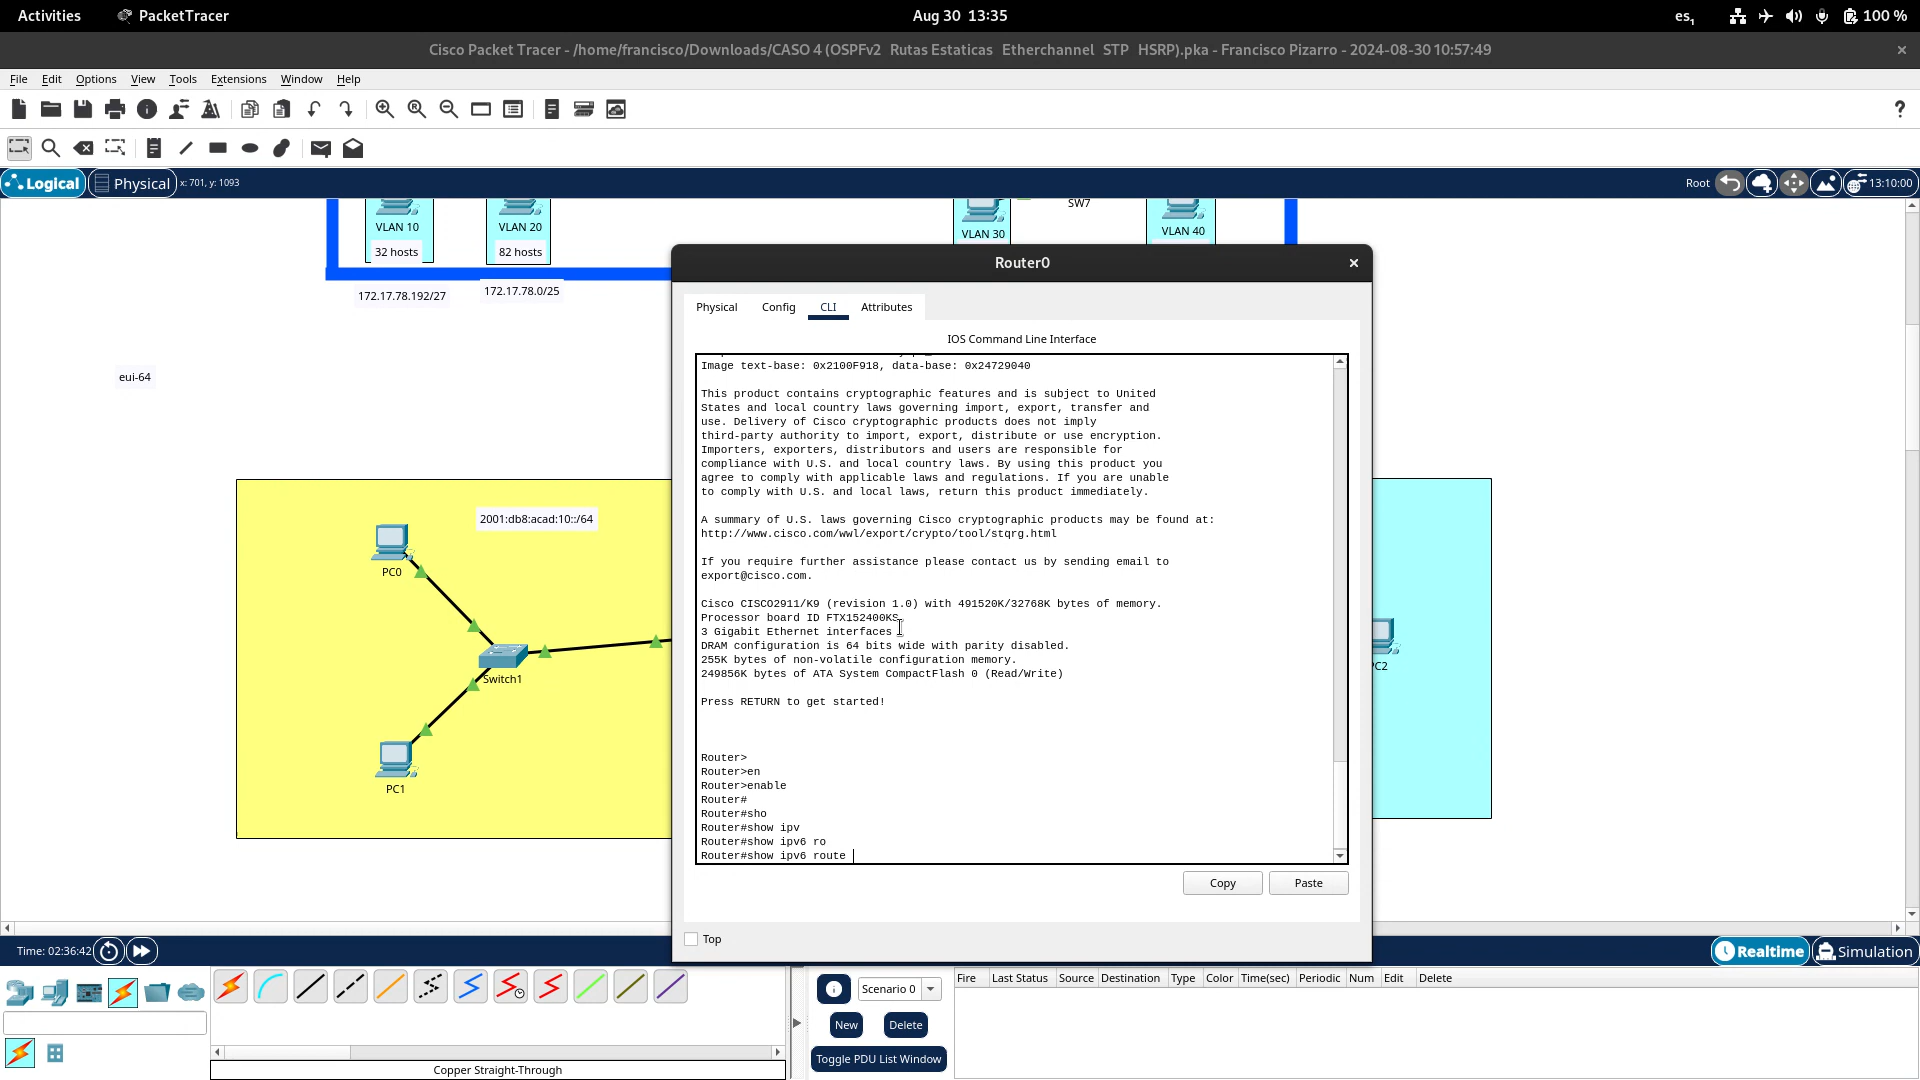 Activities
PacketTracer
Aug 30 13:35
es1
100 %
Cisco Packet Tracer - /home/francisco/Downloads/CASO 4 (OSPFv2 Rutas Estaticas Etherchannel STP HSRP).pka - Francisco Pizarro - 2024-08-30 10:57:49
File Edit Options View Tools Extensions Window Help
Logical
Physical
x: 701, y: 1093
Root
13:10:00
VLAN 10
VLAN 20
VLAN 30
SW7
VLAN 40
32 hosts
82 hosts
172.17.78.192/27
172.17.78.0/25
eui-64
2001:db8:acad:10::/64
PC0
Switch1
PC1
PC2
Router0
Physical
Config
CLI
Attributes
IOS Command Line Interface
Image text-base: 0x2100F918, data-base: 0x24729040
This product contains cryptographic features and is subject to United
States and local country laws governing import, export, transfer and
use. Delivery of Cisco cryptographic products does not imply
third-party authority to import, export, distribute or use encryption.
Importers, exporters, distributors and users are responsible for
compliance with U.S. and local country laws. By using this product you
agree to comply with applicable laws and regulations. If you are unable
to comply with U.S. and local laws, return this product immediately.
A summary of U.S. laws governing Cisco cryptographic products may be found at:
http://www.cisco.com/wwl/export/crypto/tool/stqrg.html
If you require further assistance please contact us by sending email to
export@cisco.com.
Cisco CISCO2911/K9 (revision 1.0) with 491520K/32768K bytes of memory.
Processor board ID FTX152400KS
3 Gigabit Ethernet interfaces
DRAM configuration is 64 bits wide with parity disabled.
255K bytes of non-volatile configuration memory.
249856K bytes of ATA System CompactFlash 0 (Read/Write)
Press RETURN to get started!
Router>
Router>en
Router>enable
Router#
Router#sho
Router#show ipv
Router#show ipv6 ro
Router#show ipv6 route
Copy
Paste
Top
Time: 02:36:42
Realtime
Simulation
Scenario 0
New
Delete
Toggle PDU List Window
Fire Last Status Source Destination Type Color Time(sec) Periodic Num Edit Delete
Copper Straight-Through